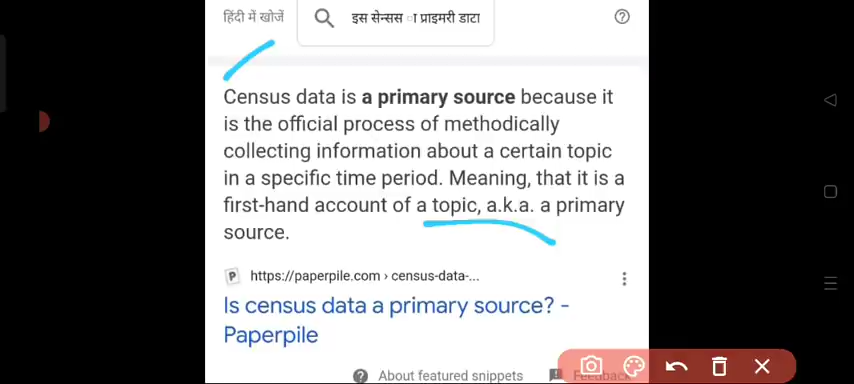 हिंदी में खोजें
इस सेन्सस ा प्राइमरी डाटा
Census data is a primary source because it
is the official process of methodically
collecting information about a certain topic
in a specific time period. Meaning, that it is a
first-hand account of a topic, a.k.a. a primary
source.
P https://paperpile.com › census-data-...
Is census data a primary source? -
Paperpile
About featured snippets Feedback